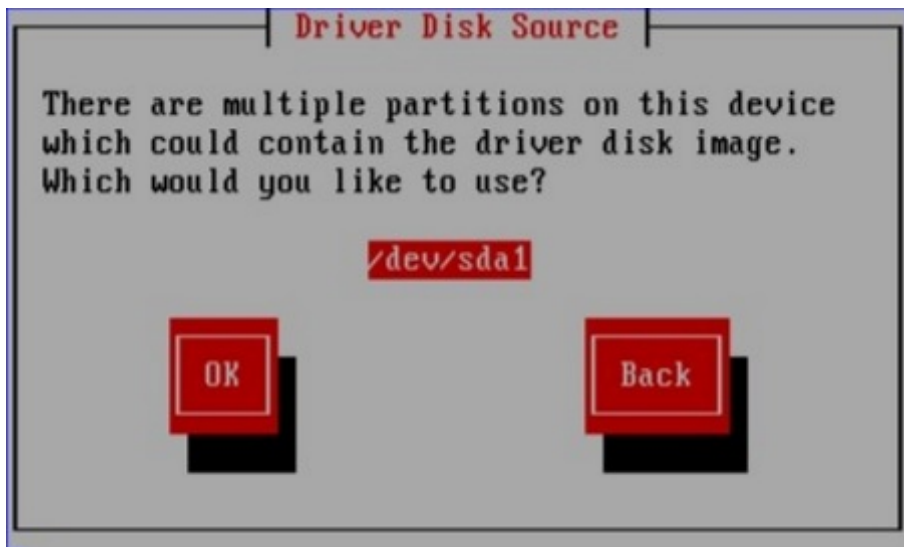 Driver Disk Source
There are multiple partitions on this device
which could contain the driver disk image.
Which would you like to use?
/dev/sda1
OK
Back